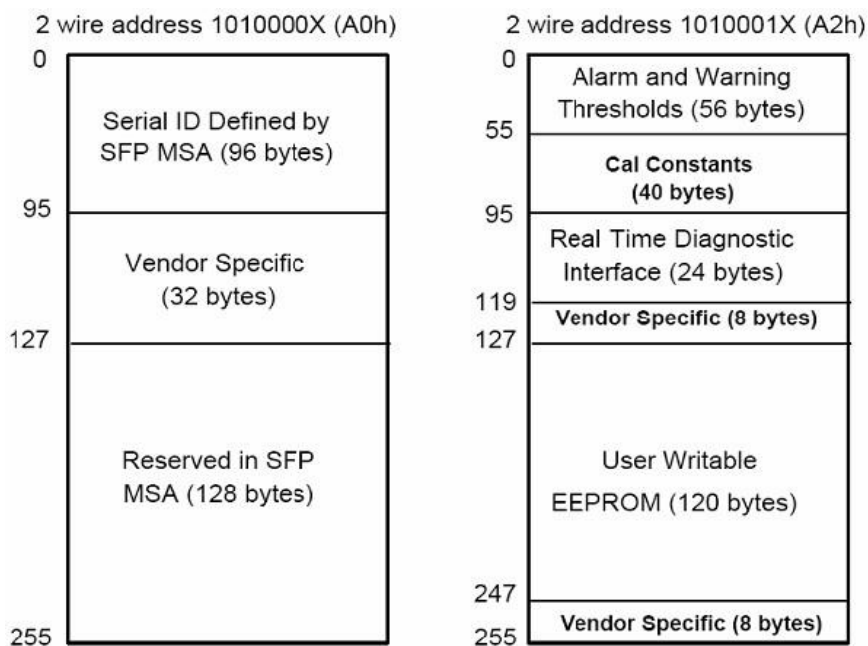 2 wire address 1010000X (A0h)
0
Serial ID Defined by
SFP MSA (96 bytes)
95
Vendor Specific
(32 bytes)
127
Reserved in SFP
MSA (128 bytes)
255
2 wire address 1010001X (A2h)
0
Alarm and Warning
Thresholds (56 bytes)
55
Cal Constants
(40 bytes)
95
Real Time Diagnostic
Interface (24 bytes)
119
Vendor Specific (8 bytes)
127
User Writable
EEPROM (120 bytes)
247
Vendor Specific (8 bytes)
255